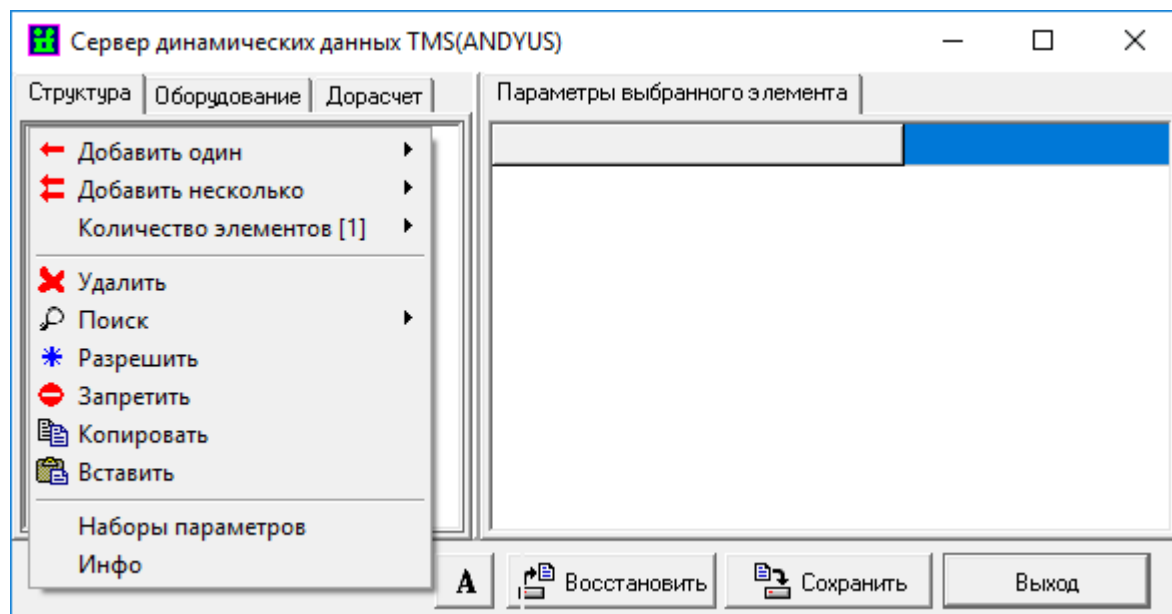 Сервер динамических данных TMS(ANDYUS)
Структура Оборудование Дорасчет
Параметры выбранного элемента
Добавить один
Добавить несколько
Количество элементов [1]
Удалить
Поиск
Разрешить
Запретить
Копировать
Вставить
Наборы параметров
Инфо
A Восстановить Сохранить Выход